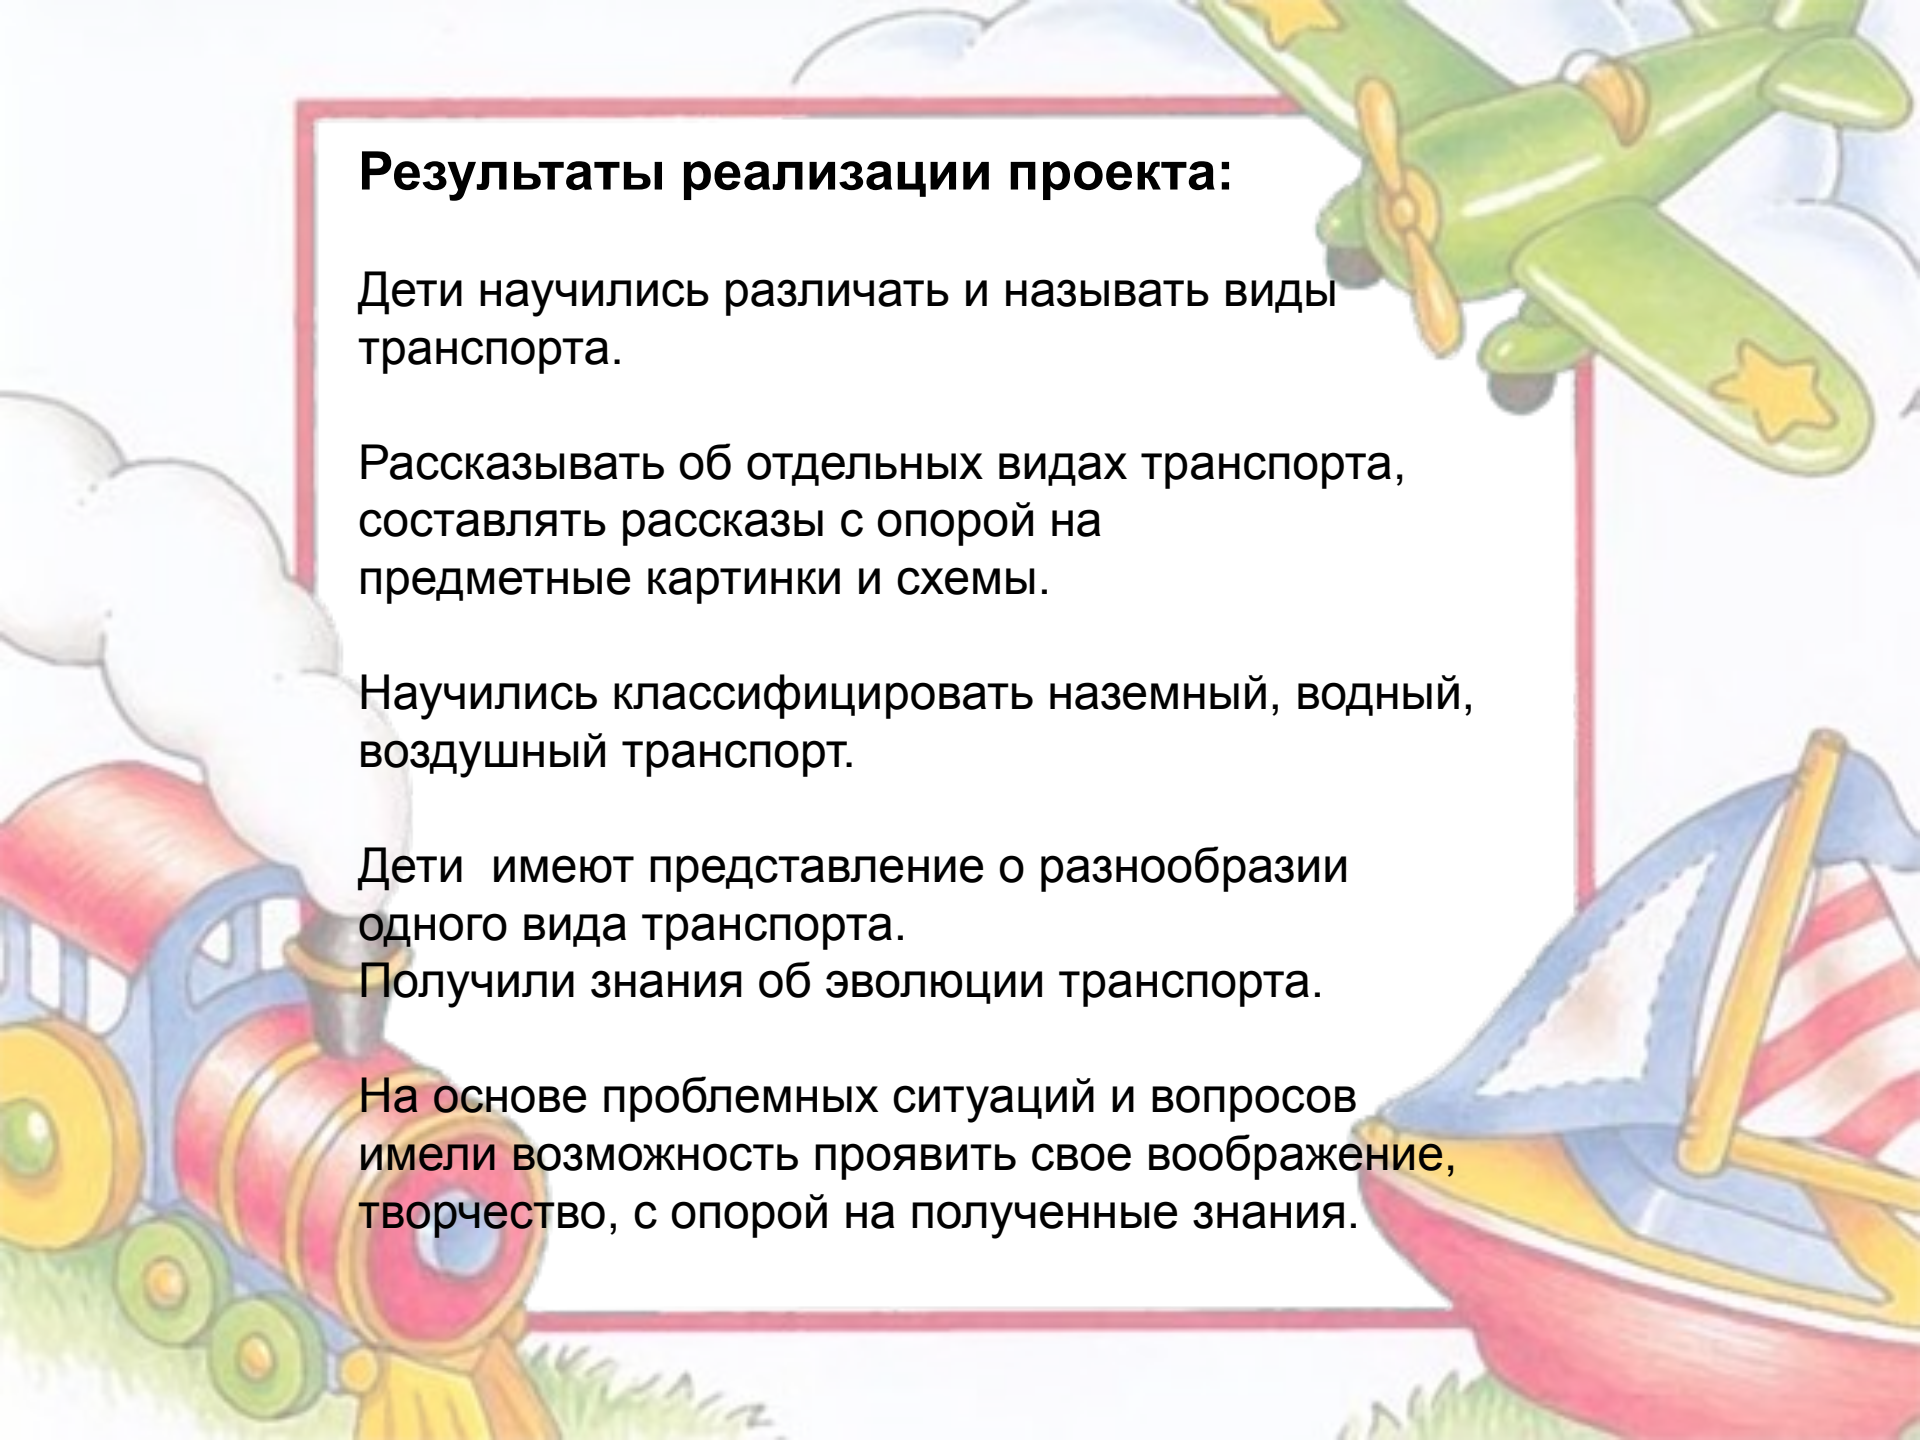 Результаты реализации проекта:
Дети научились различать и называть виды
транспорта.
Рассказывать об отдельных видах транспорта,
составлять рассказы с опорой на
предметные картинки и схемы.
Научились классифицировать наземный, водный,
воздушный транспорт.
Дети  имеют представление о разнообразии
одного вида транспорта.
Получили знания об эволюции транспорта.
На основе проблемных ситуаций и вопросов
имели возможность проявить свое воображение,
творчество, с опорой на полученные знания.